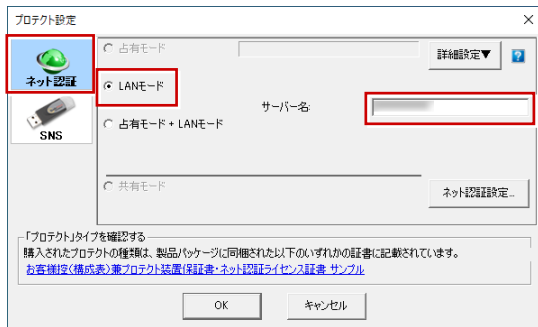 プロテクト設定
占有モード
詳細設定▼
?
ネット認証
LANモード
サーバー名:
SNS
占有モード + LANモード
共有モード
ネット認証設定...
「プロテクト」タイプを確認する
購入されたプロテクトの種類は、製品パッケージに同梱された以下のいずれかの証書に記載されています。
お客様控(構成表)兼プロテクト装置保証書・ネット認証ライセンス証書 サンプル
OK
キャンセル